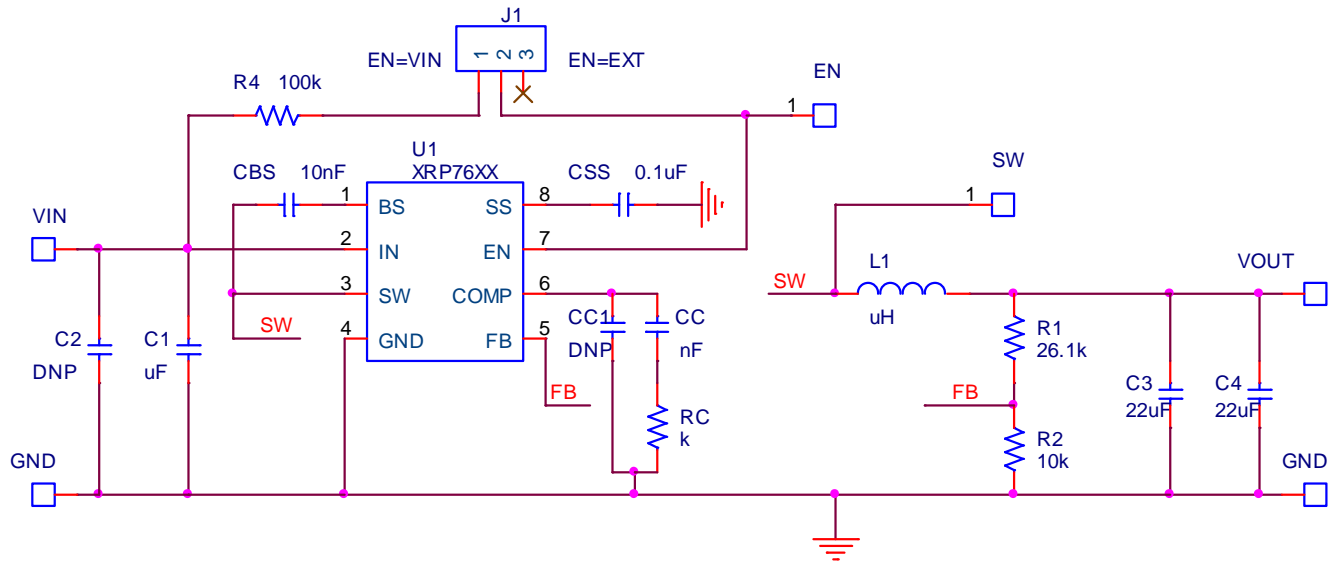 J1
1 2 3
EN=VIN
EN=EXT
R4 100k
EN
1
U1
XRP76XX
CBS 10nF
CSS 0.1uF
SW
1
1
BS
SS
8
VIN
2
IN
EN
7
L1
VOUT
3
SW
COMP
6
SW
uH
SW
4
GND
FB
5
CC1
DNP
CC
nF
C2
DNP
C1
uF
R1
26.1k
FB
FB
C3
22uF
C4
22uF
RC
k
R2
10k
GND
GND